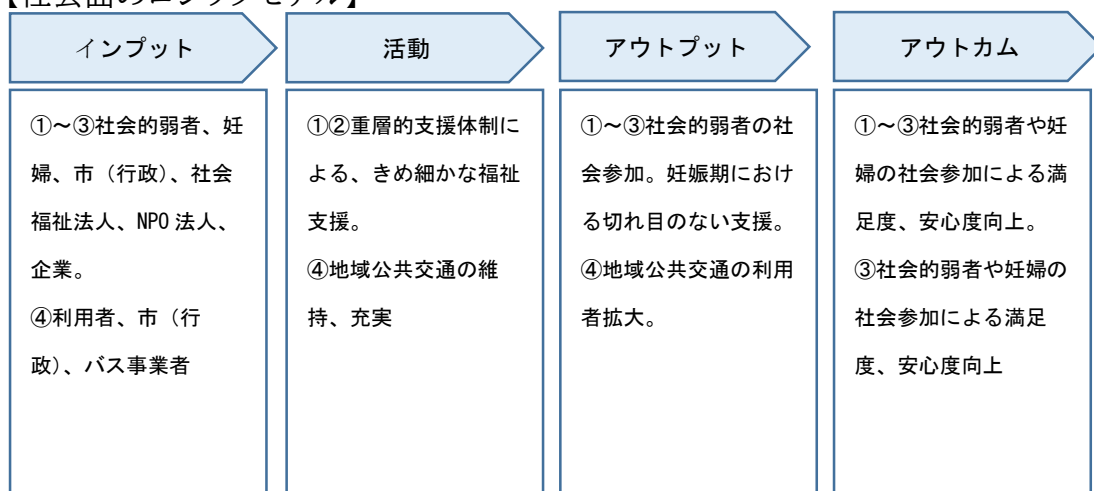 【社会面のロジックモデル】
インプット
活動
アウトプット
アウトカム
①~③社会的弱者、妊
婦、市（行政）、社会
福祉法人、NPO 法人、
企業。
④利用者、市（行
政）、バス事業者
①②重層的支援体制に
よる、きめ細かな福祉
支援。
④地域公共交通の維
持、充実
①~③社会的弱者の社
会参加。妊娠期におけ
る切れ目のない支援。
④地域公共交通の利用
者拡大。
①~③社会的弱者や妊
婦の社会参加による満
足度、安心度向上。
③社会的弱者や妊婦の
社会参加による満足
度、安心度向上